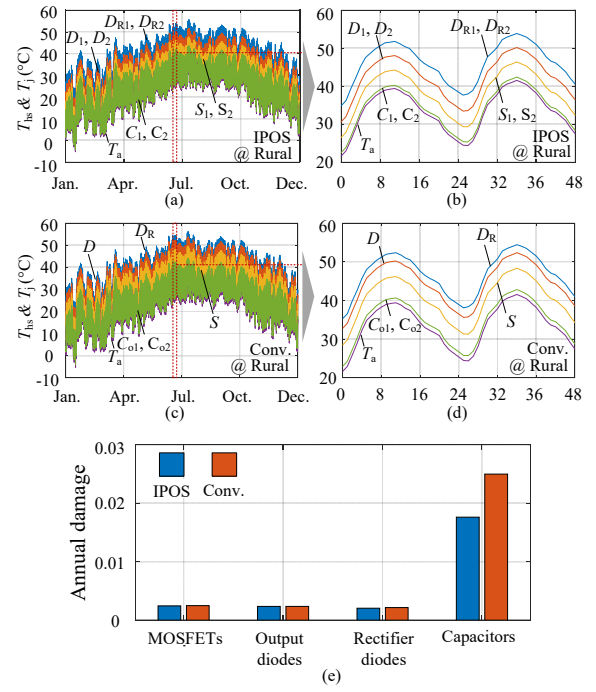 60
50
40
30
20
10
0
-10
T_hs & T_j (°C)
D_R1, D_R2
D_1, D_2
S_1, S_2
C_1, C_2
T_a
IPOS
@ Rural
Jan. Apr. Jul. Oct. Dec.
(a)
60
50
40
30
20
D_1, D_2
D_R1, D_R2
C_1, C_2
S_1, S_2
T_a
IPOS
@ Rural
0 8 16 24 32 40 48
(b)
60
50
40
30
20
10
0
-10
T_hs & T_j (°C)
D_R
D
S
C_o1, C_o2
T_a
Conv.
@ Rural
Jan. Apr. Jul. Oct. Dec.
(c)
60
50
40
30
20
D
D_R
C_o1, C_o2
S
T_a
Conv.
@ Rural
0 8 16 24 32 40 48
(d)
0.03
0.02
0.01
0
Annual damage
IPOS Conv.
MOSFETs Output diodes Rectifier diodes Capacitors
(e)